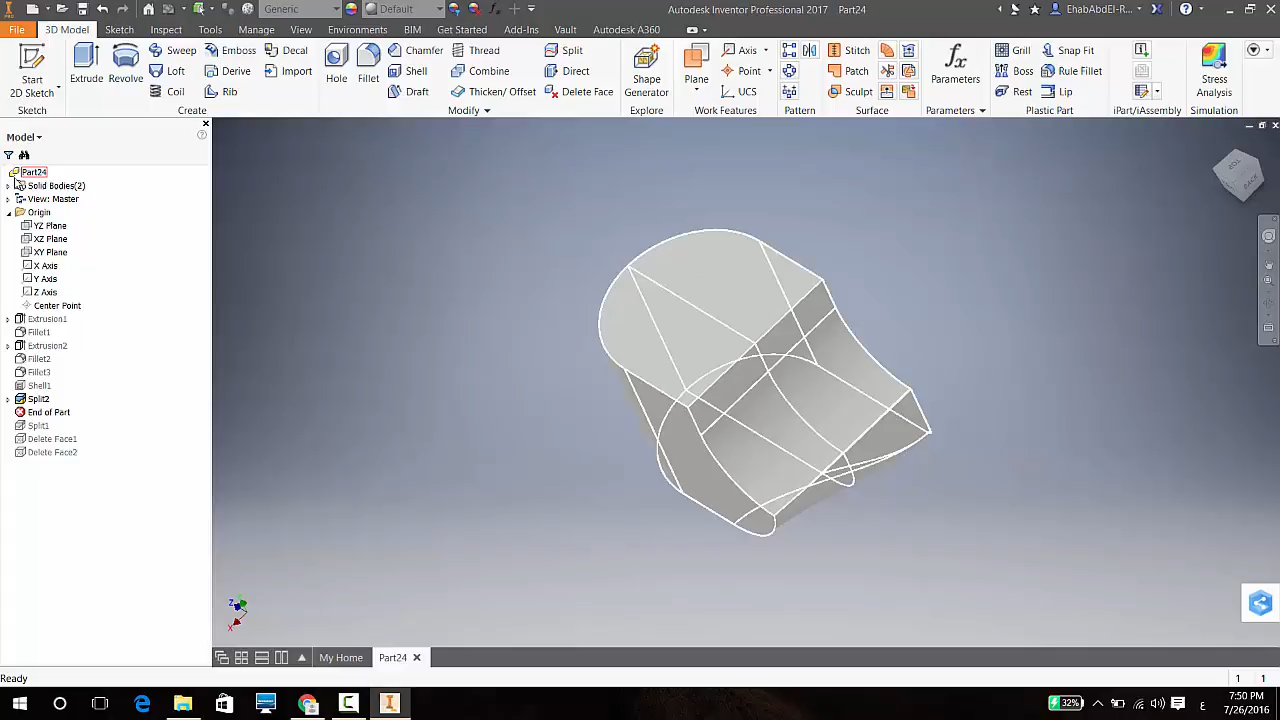 Generic
Default
Autodesk Inventor Professional 2017 Part24
EhabAbdEl-R...
File
3D Model
Sketch
Inspect
Tools
Manage
View
Environments
BIM
Get Started
Add-Ins
Vault
Autodesk A360
Start
2D Sketch
Sketch
Extrude
Revolve
Sweep
Loft
Coil
Emboss
Derive
Rib
Decal
Import
Create
Hole
Fillet
Chamfer
Shell
Draft
Thread
Combine
Thicken/ Offset
Split
Direct
Delete Face
Modify
Shape
Generator
Explore
Plane
Axis
Point
UCS
Work Features
Pattern
Stitch
Patch
Sculpt
Surface
fx
Parameters
Parameters
Grill
Boss
Rest
Snap Fit
Rule Fillet
Lip
Plastic Part
iPart/iAssembly
Stress
Analysis
Simulation
Model
Part24
Solid Bodies(2)
View: Master
Origin
YZ Plane
XZ Plane
XY Plane
X Axis
Y Axis
Z Axis
Center Point
Extrusion1
Fillet1
Extrusion2
Fillet2
Fillet3
Shell1
Split2
End of Part
Split1
Delete Face1
Delete Face2
TOP
BACK
Z
X
My Home
Part24
Ready
1 1
32%
ع
7:50 PM
7/26/2016